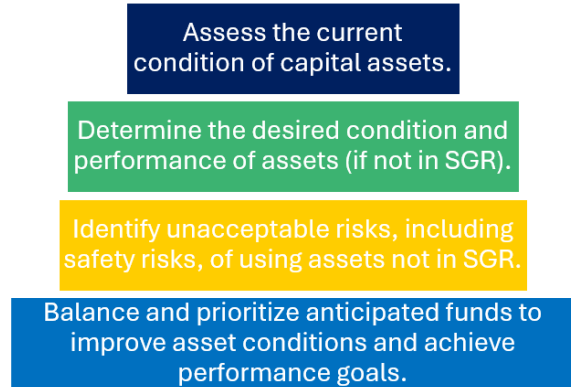 Assess the current
condition of capital assets.
Determine the desired condition and
performance of assets (if not in SGR).
Identify unacceptable risks, including
safety risks, of using assets not in SGR.
Balance and prioritize anticipated funds to
improve asset conditions and achieve
performance goals.